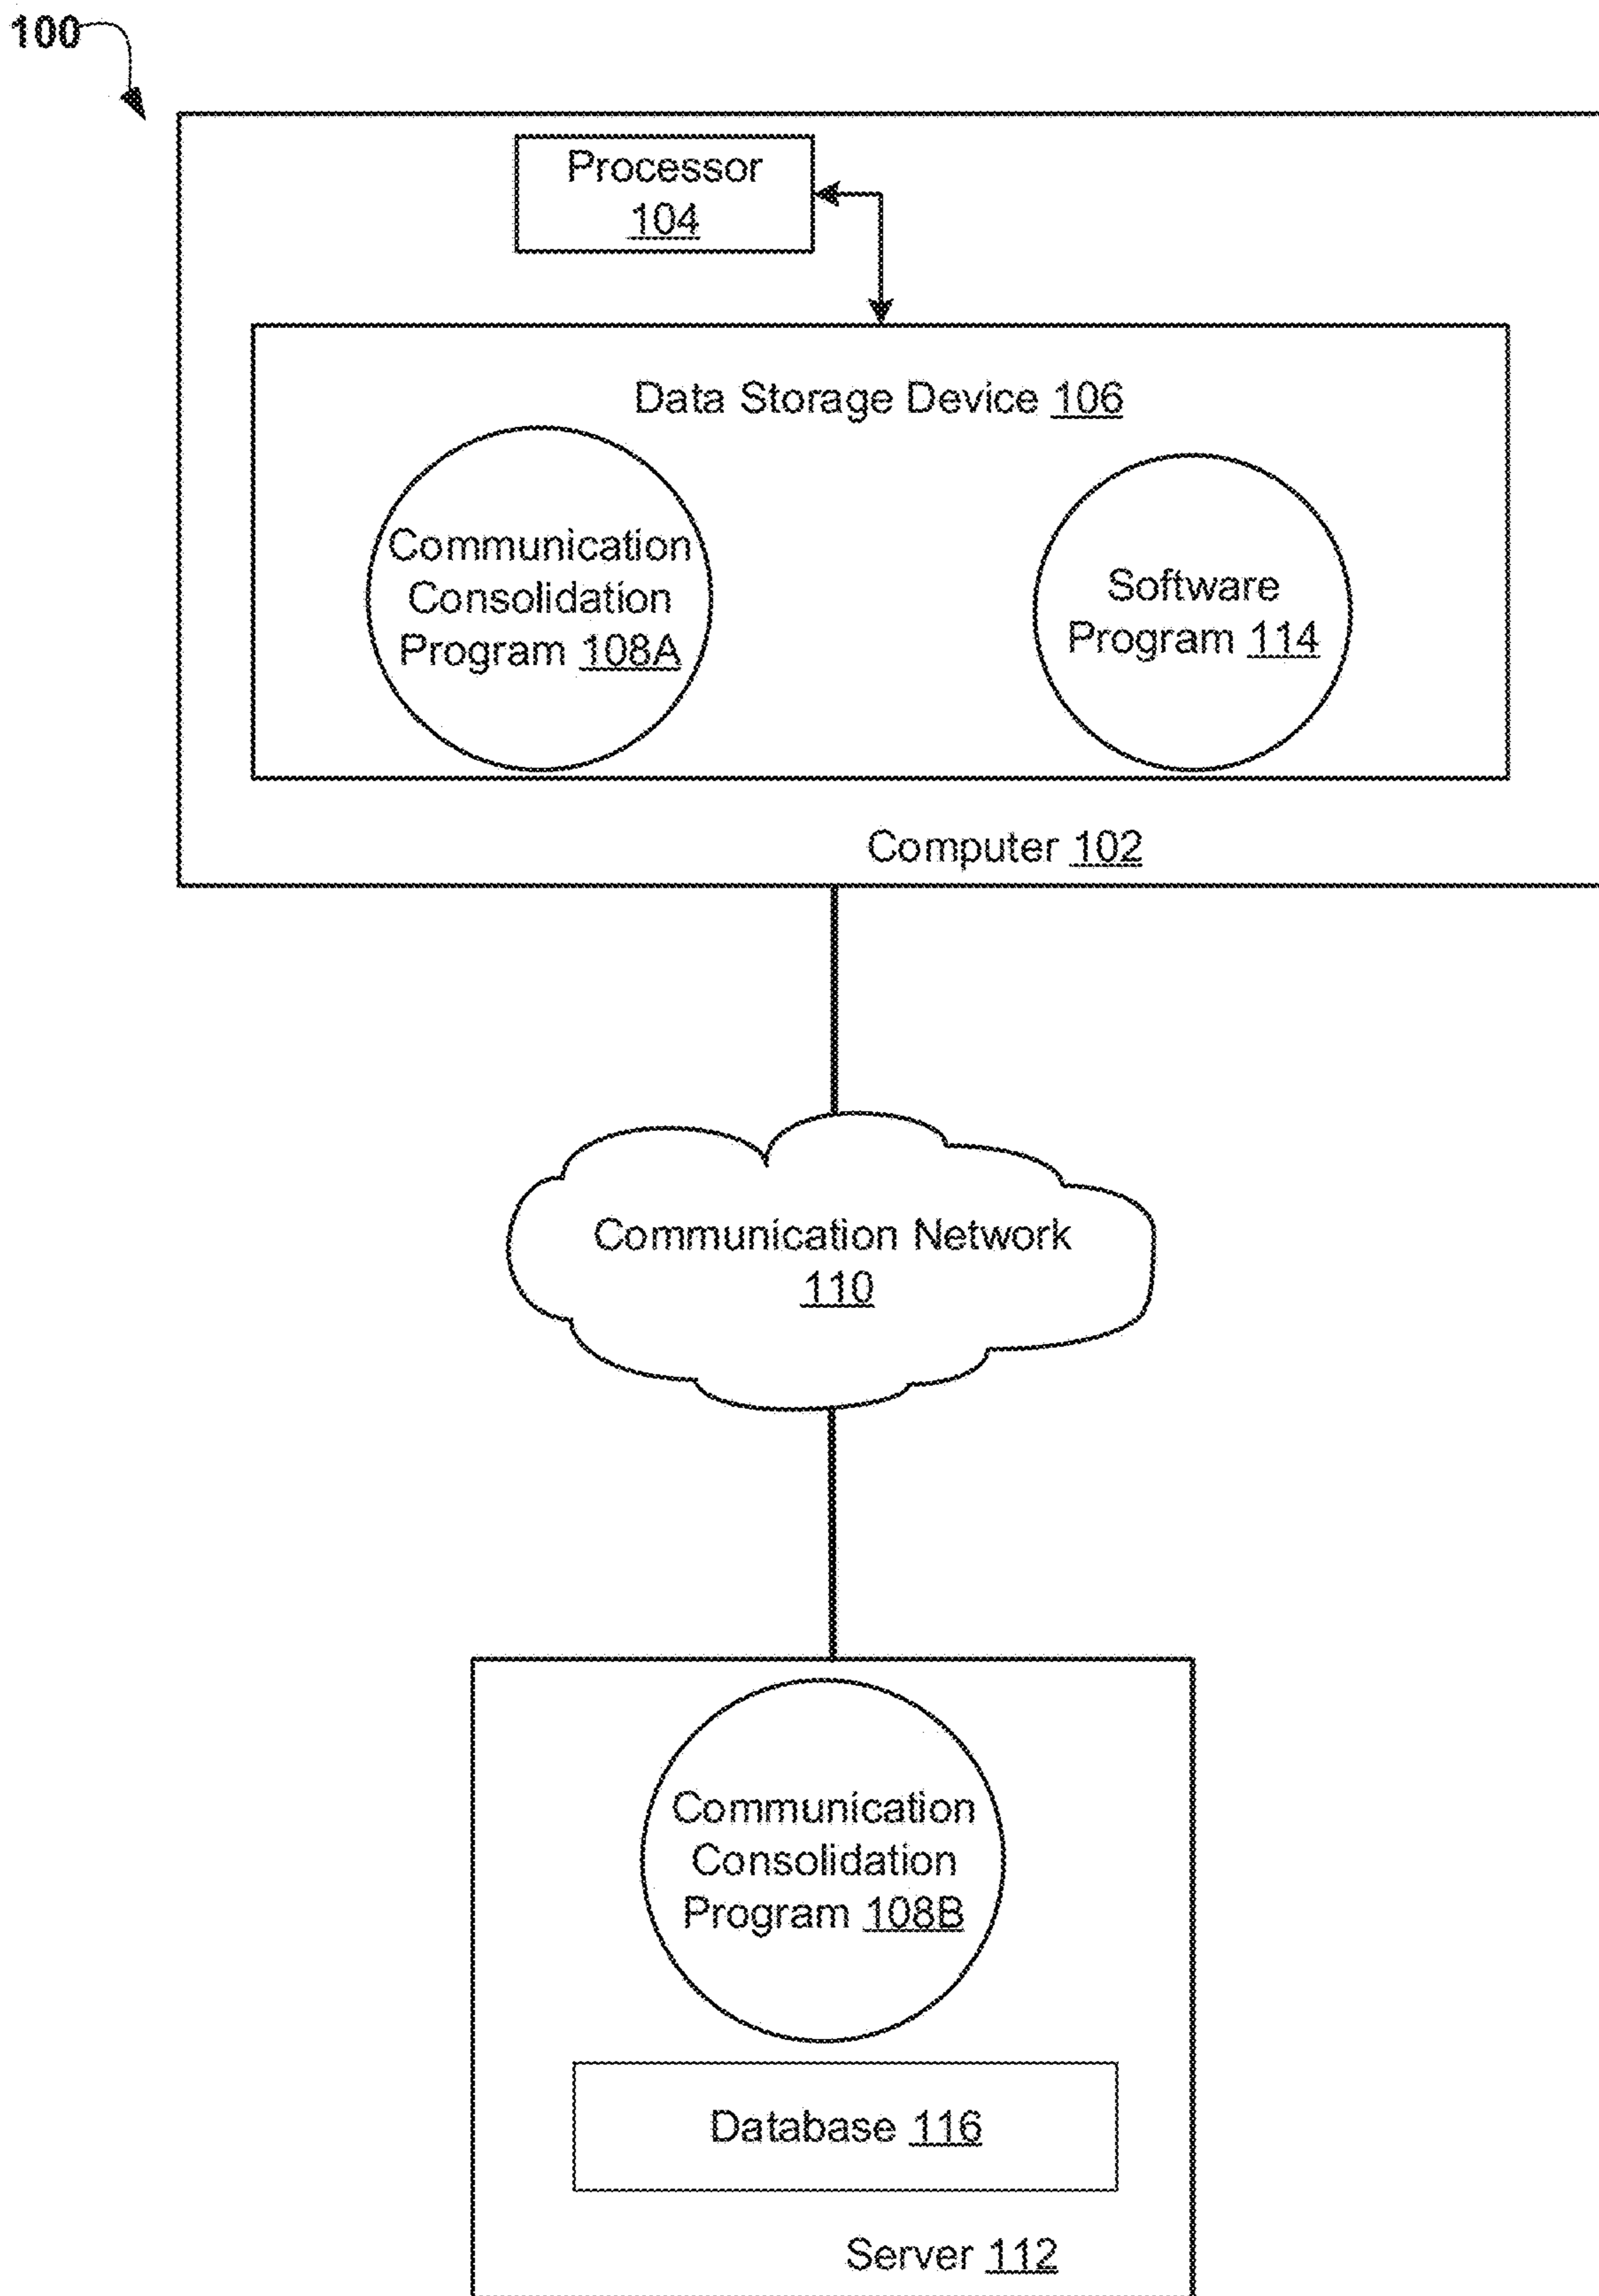 100
Processor
104
Data Storage Device 106
Communication
Consolidation
Program 108A
Software
Program 114
Computer 102
Communication Network
110
Communication
Consolidation
Program 108B
Database 116
Server 112